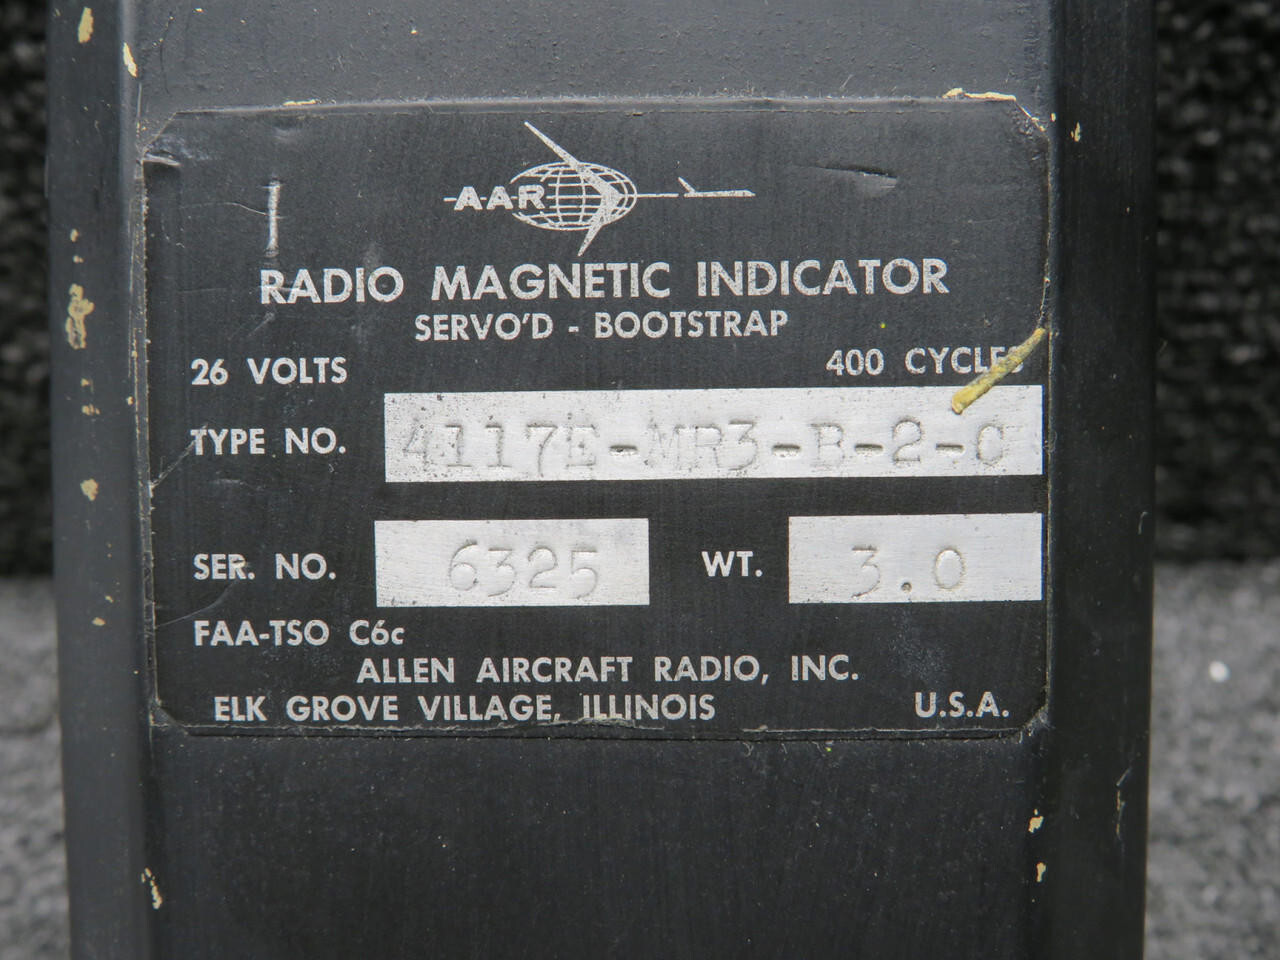 AAR
RADIO MAGNETIC INDICATOR
SERVO'D - BOOTSTRAP
26 VOLTS 400 CYCLES
TYPE NO. 4117E-MR3-B-2-C
SER. NO. 6325 WT. 3.0
FAA-TSO C6c
ALLEN AIRCRAFT RADIO, INC.
ELK GROVE VILLAGE, ILLINOIS U.S.A.